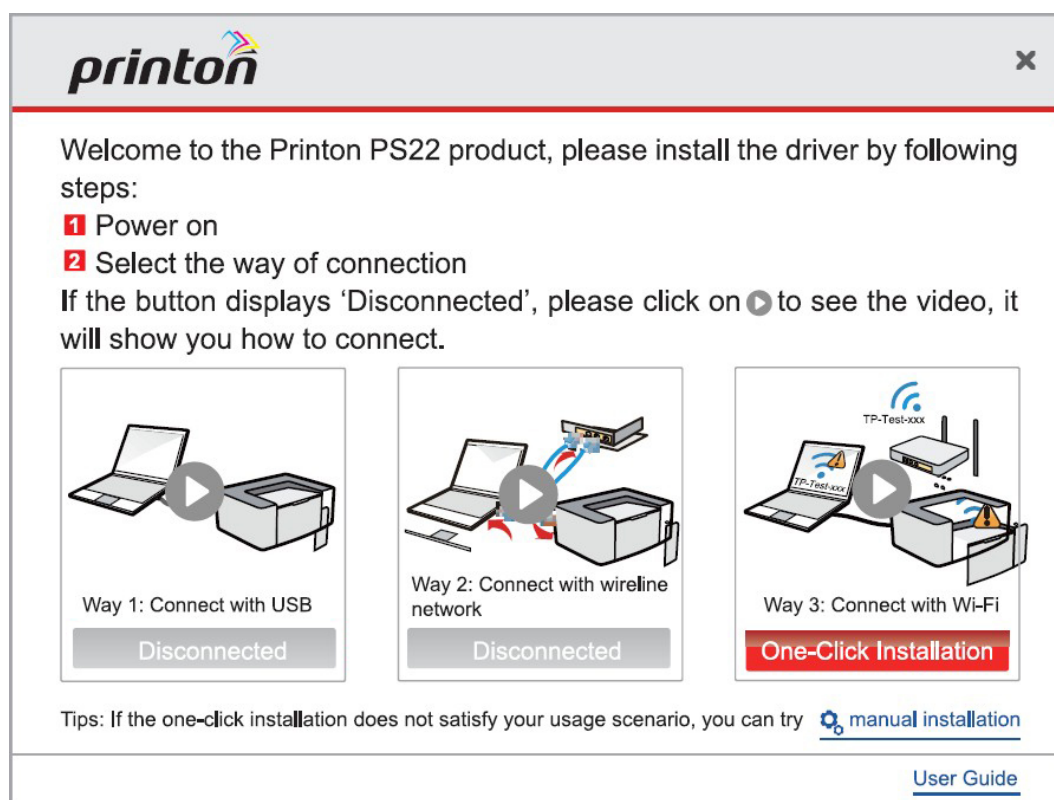 printon
Welcome to the Printon PS22 product, please install the driver by following
steps:
1 Power on
2 Select the way of connection
If the button displays ‘Disconnected’, please click on to see the video, it
will show you how to connect.
TP-Test-xxx
TP-Test-xxx
Way 1: Connect with USB
Way 2: Connect with wireline
network
Way 3: Connect with Wi-Fi
Disconnected
Disconnected
One-Click Installation
Tips: If the one-click installation does not satisfy your usage scenario, you can try manual installation
User Guide